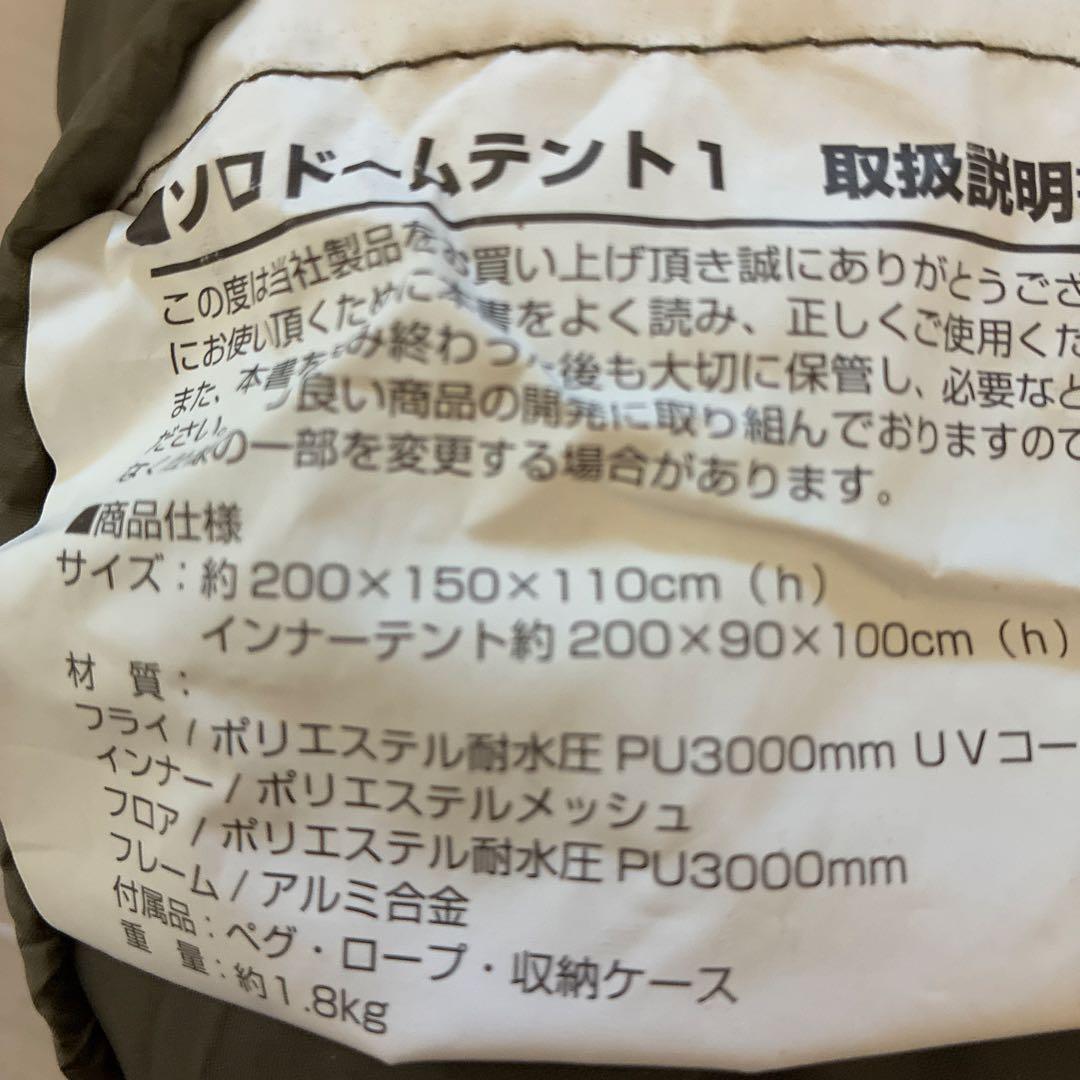 ソロドームテント1 取扱説明
この度は当社製品をお買い上げ頂き誠にありがとうござ
にお使い頂くために本書をよく読み、正しくご使用くだ
また、本書を み終わった後も大切に保管し、必要なと
ださい。 良い商品の開発に取り組んでおりますので
の一部を変更する場合があります。
商品仕様
サイズ：約200×150×110cm（h）
インナーテント約200×90×100cm（h）
材 質：
フライ/ポリエステル耐水圧PU3000mm UVコー
インナー/ポリエステルメッシュ
フロア/ポリエステル耐水圧PU3000mm
フレーム/アルミ合金
付属品：ペグ・ロープ・収納ケース
重 量：約1.8kg